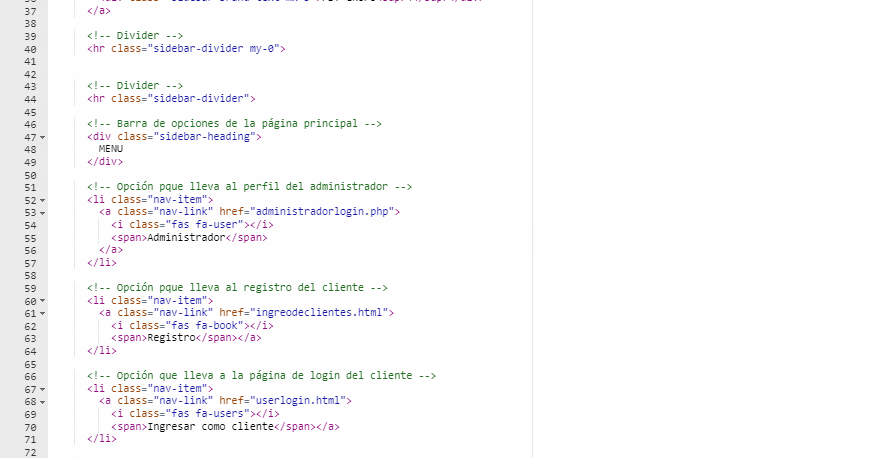 37 </a>
38
39 <!-- Divider -->
40 <hr class="sidebar-divider my-0">
41
42
43 <!-- Divider -->
44 <hr class="sidebar-divider">
45
46 <!-- Barra de opciones de la página principal -->
47 <div class="sidebar-heading">
48 MENU
49 </div>
50
51 <!-- Opción pque lleva al perfil del administrador -->
52 <li class="nav-item">
53 <a class="nav-link" href="administradorlogin.php">
54 <i class="fas fa-user"></i>
55 <span>Administrador</span>
56 </a>
57 </li>
58
59 <!-- Opción pque lleva al registro del cliente -->
60 <li class="nav-item">
61 <a class="nav-link" href="ingreodeclientes.html">
62 <i class="fas fa-book"></i>
63 <span>Registro</span></a>
64 </li>
65
66 <!-- Opción que lleva a la página de login del cliente -->
67 <li class="nav-item">
68 <a class="nav-link" href="userlogin.html">
69 <i class="fas fa-users"></i>
70 <span>Ingresar como cliente</span></a>
71 </li>
72